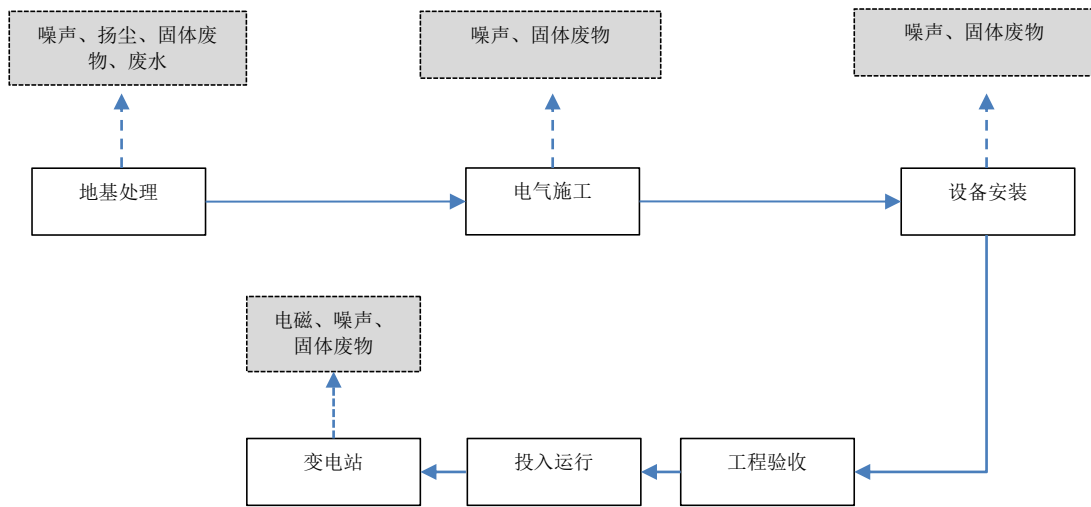 噪声、扬尘、固体废
物、废水
噪声、固体废物
噪声、固体废物
地基处理
电气施工
设备安装
电磁、噪声、
固体废物
变电站
投入运行
工程验收